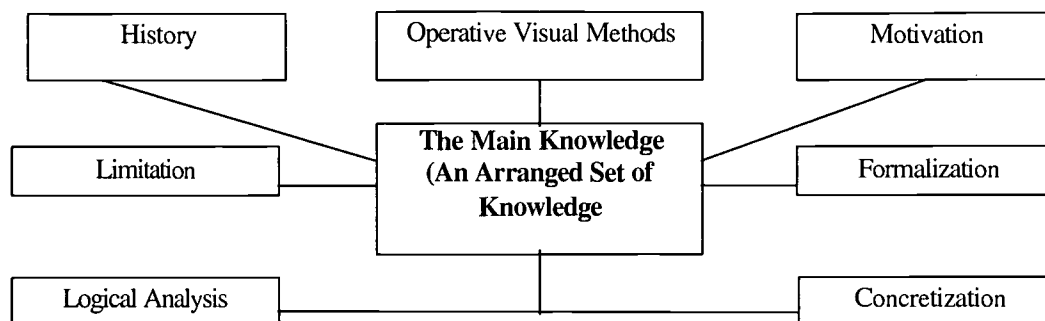 History
Operative Visual Methods
Motivation
The Main Knowledge
(An Arranged Set of
Knowledge
Limitation
Formalization
Logical Analysis
Concretization